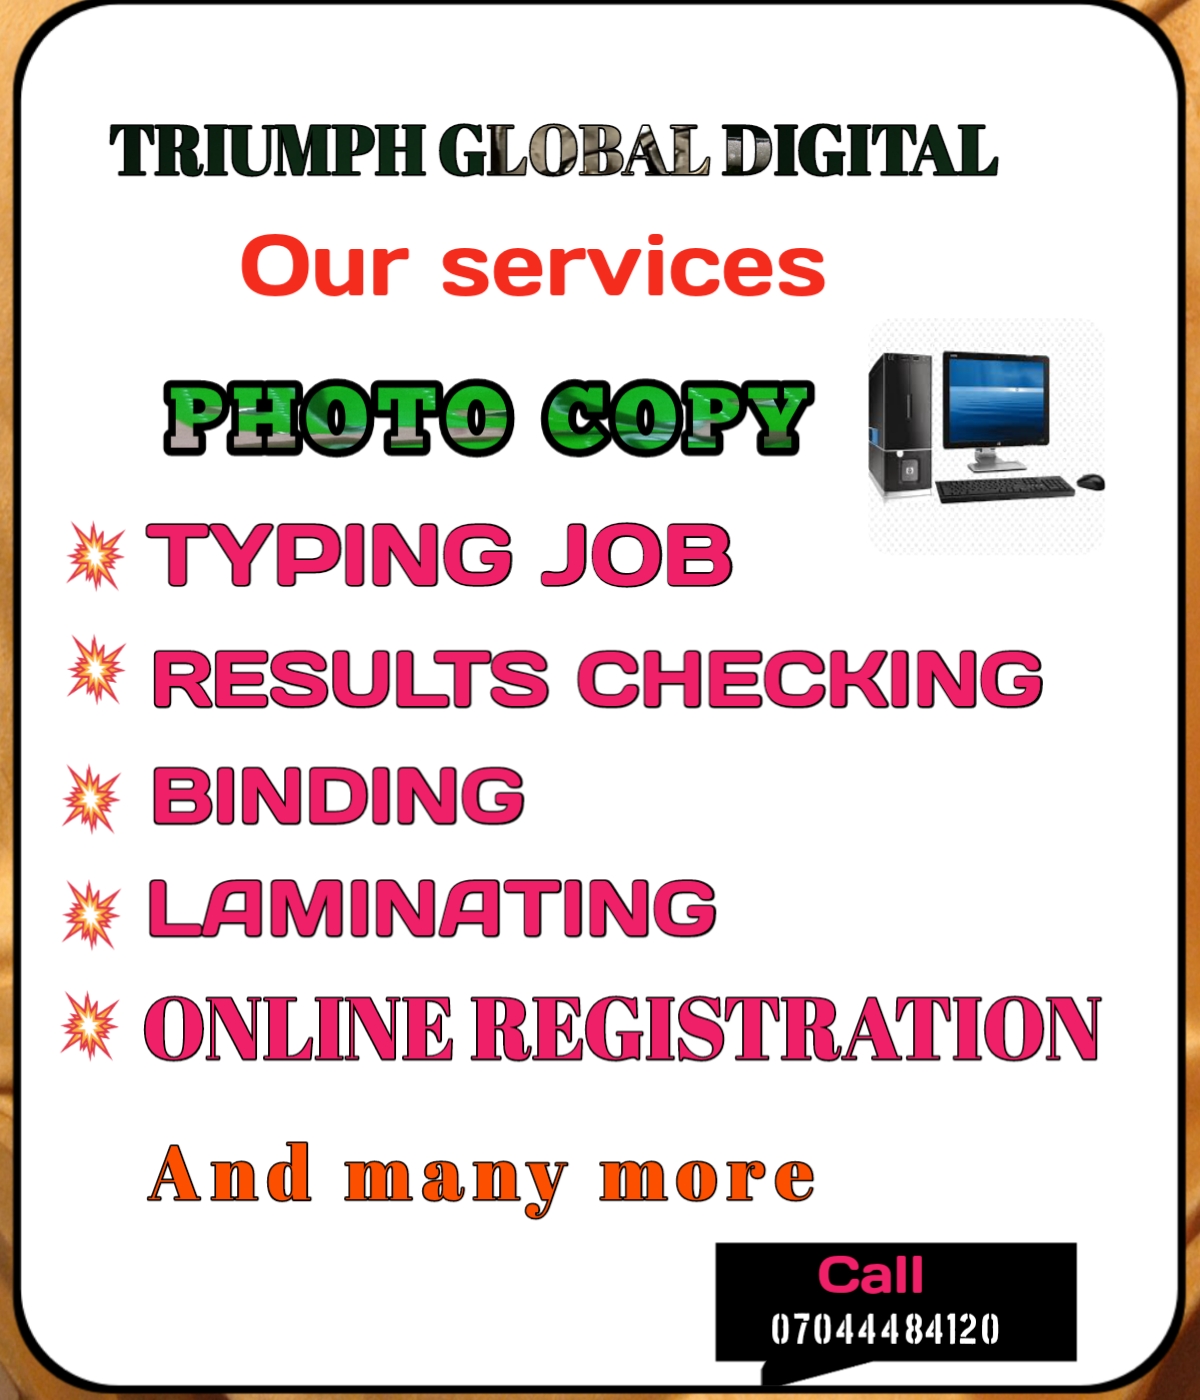 TRIUMPH GLOBAL DIGITAL
Our services
PHOTO COPY
TYPING JOB
RESULTS CHECKING
BINDING
LAMINATING
ONLINE REGISTRATION
And many more
Call
07044484120